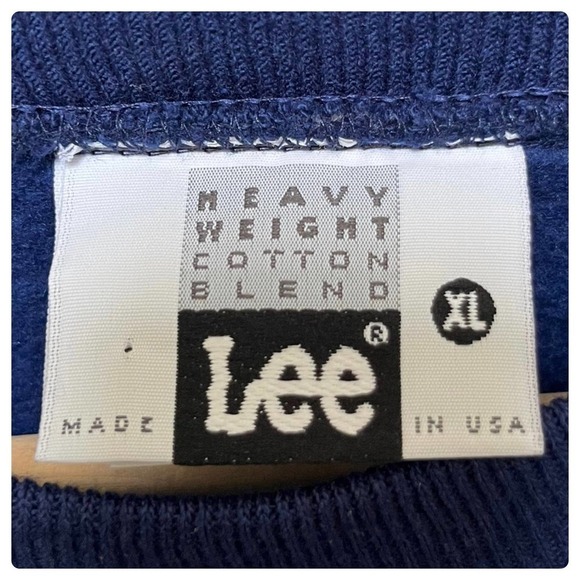 HEAVY
WEIGHT
COTTON
BLEND
XL
Lee®
MADE IN USA